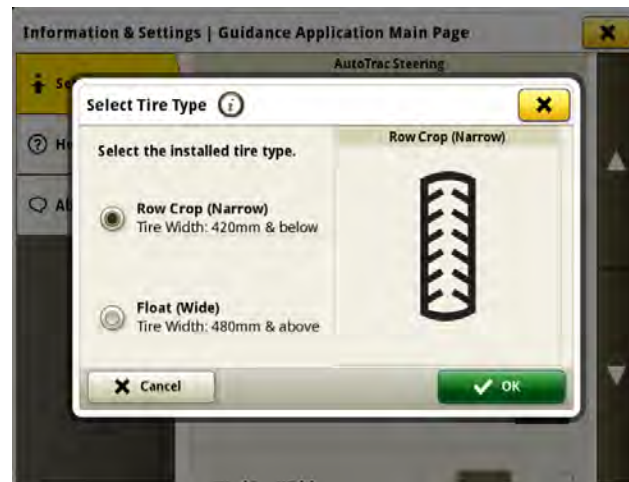 Information & Settings | Guidance Application Main Page
AutoTrac Steering
Select Tire Type
Select the installed tire type.
Row Crop (Narrow)
Tire Width: 420mm & below
Float (Wide)
Tire Width: 480mm & above
Row Crop (Narrow)
Cancel
OK